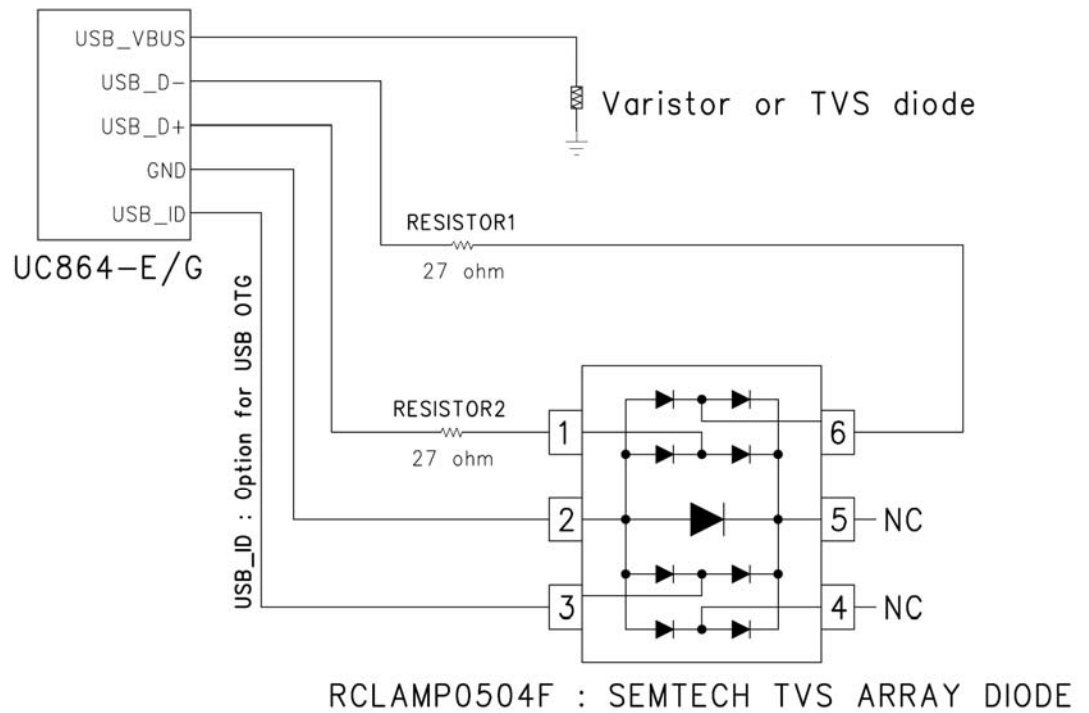 USB_VBUS
USB_D-
USB_D+
GND
USB_ID
UC864-E/G
Varistor or TVS diode
RESISTOR1
27 ohm
USB_ID : Option for USB OTG
RESISTOR2
27 ohm
1
2
3
6
5
4
NC
NC
RCLAMP0504F : SEMTECH TVS ARRAY DIODE